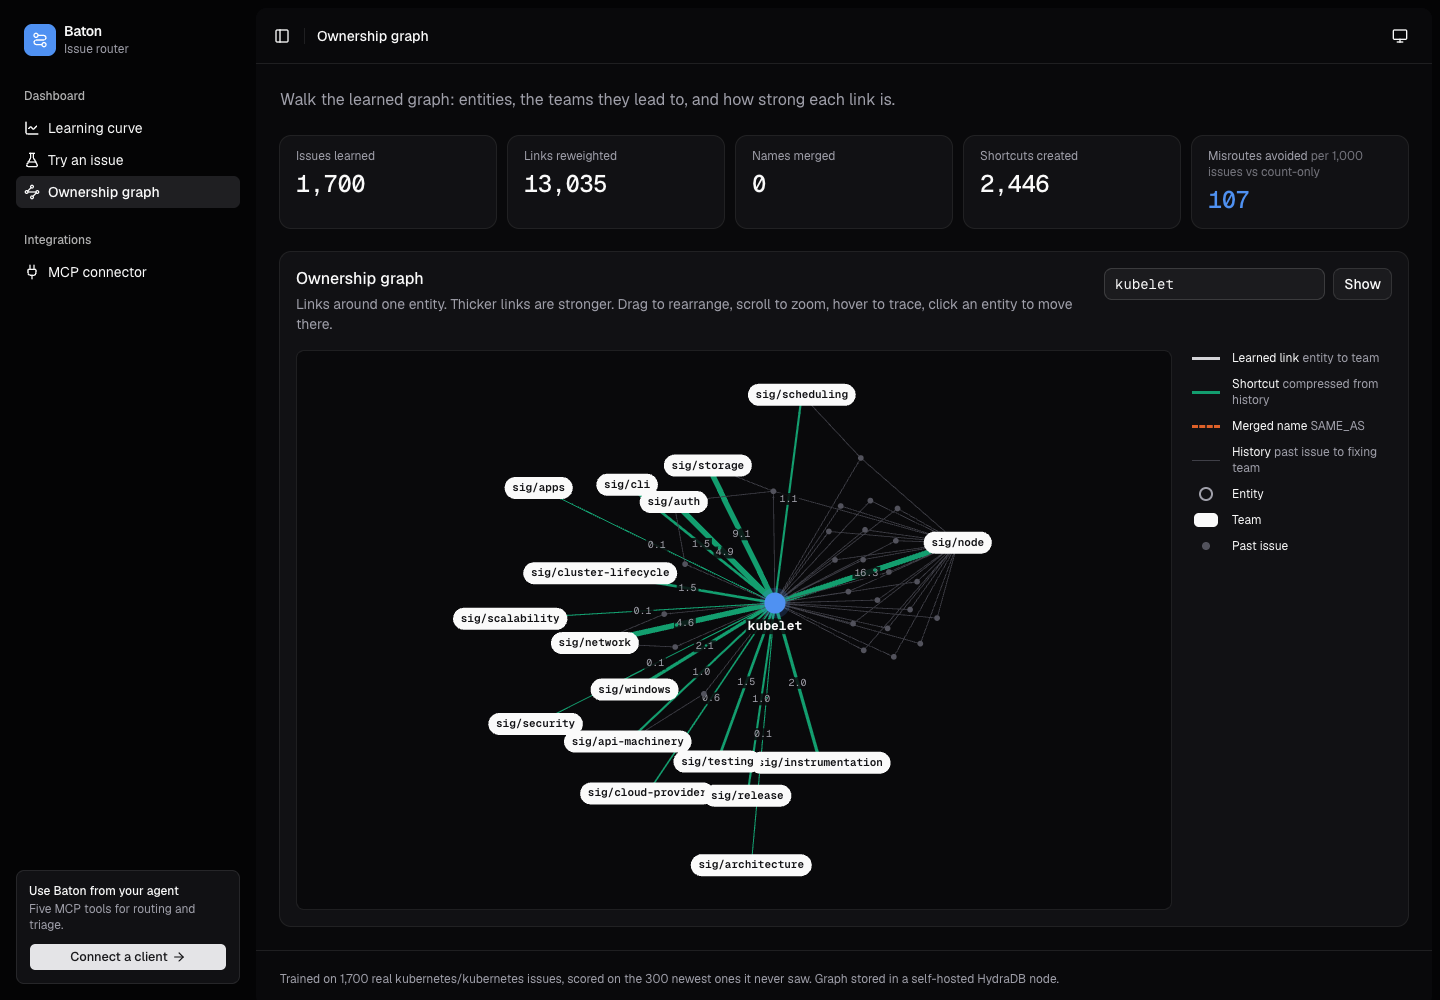 Baton
Issue router
Dashboard
Learning curve
Try an issue
Ownership graph
Integrations
MCP connector
Use Baton from your agent
Five MCP tools for routing and
triage.
Connect a client →
Ownership graph
Walk the learned graph: entities, the teams they lead to, and how strong each link is.
Issues learned
1,700
Links reweighted
13,035
Names merged
0
Shortcuts created
2,446
Misroutes avoided per 1,000
issues vs count-only
107
Ownership graph
Links around one entity. Thicker links are stronger. Drag to rearrange, scroll to zoom, hover to trace, click an entity to move
there.
kubelet
Show
sig/scheduling
sig/storage
sig/cli
sig/apps
sig/auth
1.1
9.1
sig/node
0.1
1.5
4.9
sig/cluster-lifecycle
16.3
1.5
0.1
sig/scalability
4.6
kubelet
sig/network
2.1
0.1
1.0
1.5
2.0
sig/windows
0.6
1.0
sig/security
0.1
sig/api-machinery
sig/testing
sig/instrumentation
sig/cloud-provider
sig/release
sig/architecture
Learned link entity to team
Shortcut compressed from
history
Merged name SAME_AS
History past issue to fixing
team
Entity
Team
Past issue
Trained on 1,700 real kubernetes/kubernetes issues, scored on the 300 newest ones it never saw. Graph stored in a self-hosted HydraDB node.